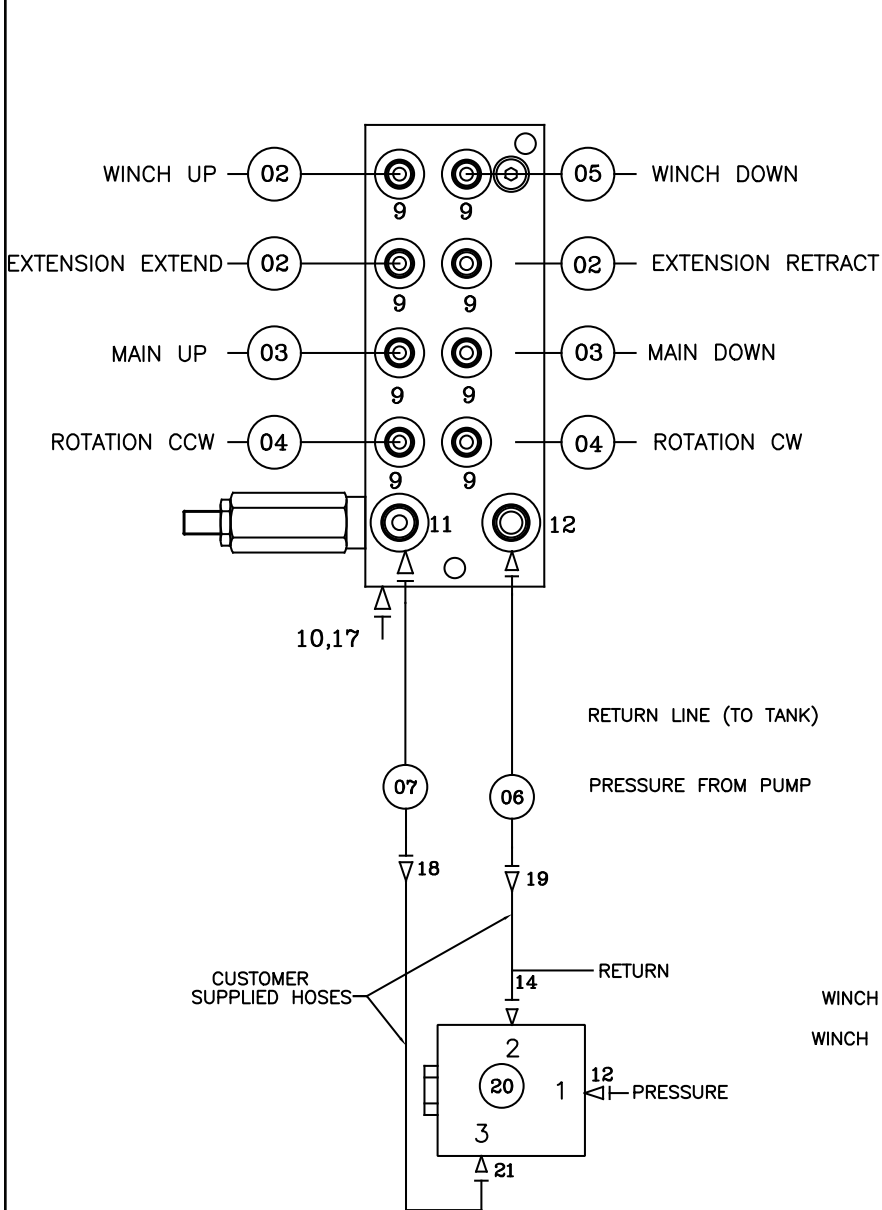 WINCH UP 02 05 WINCH DOWN
9 9
EXTENSION EXTEND 02 02 EXTENSION RETRACT
9 9
MAIN UP 03 03 MAIN DOWN
9 9
ROTATION CCW 04 04 ROTATION CW
9 9
11 12
10,17
RETURN LINE (TO TANK)
07 06 PRESSURE FROM PUMP
18 19
CUSTOMER
SUPPLIED HOSES
RETURN
14
WINCH
WINCH
2
20 1 12 PRESSURE
3
21